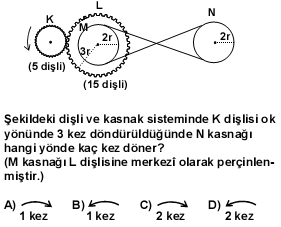 L
N
K
M
2r
2r
3r
(5 dişli)
(15 dişli)
Şekildeki dişli ve kasnak sisteminde K dişlisi ok
yönünde 3 kez döndürüldüğünde N kasnağı
hangi yönde kaç kez döner?
(M kasnağı L dişlisine merkezî olarak perçinlen-
miştir.)
A) 1 kez B) 1 kez C) 2 kez D) 2 kez